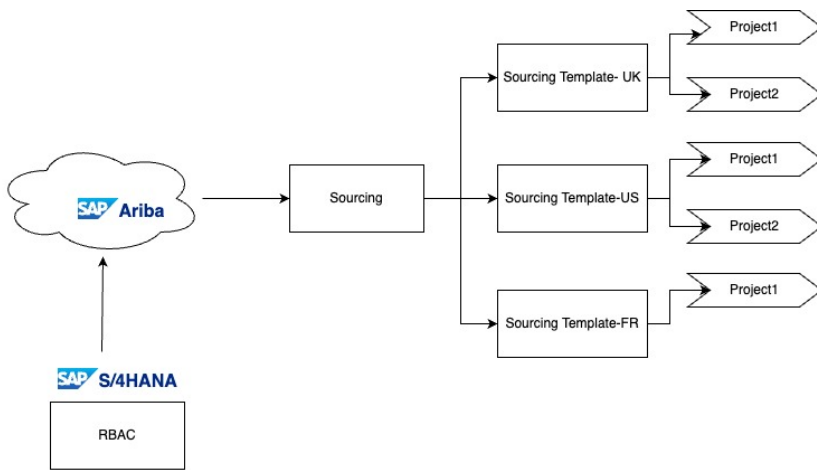 Project1
Sourcing Template- UK
Project2
Project1
SAP Ariba
Sourcing
Sourcing Template-US
Project2
Project1
Sourcing Template-FR
SAP S/4HANA
RBAC